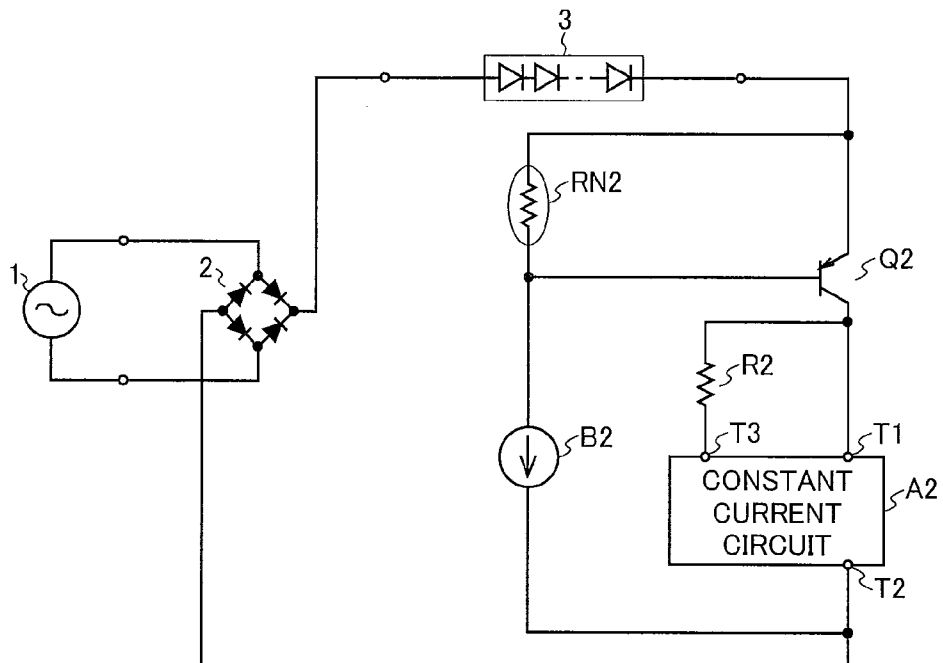 3
RN2
1
2
Q2
R2
B2
T3
T1
CONSTANT
CURRENT
CIRCUIT
A2
T2